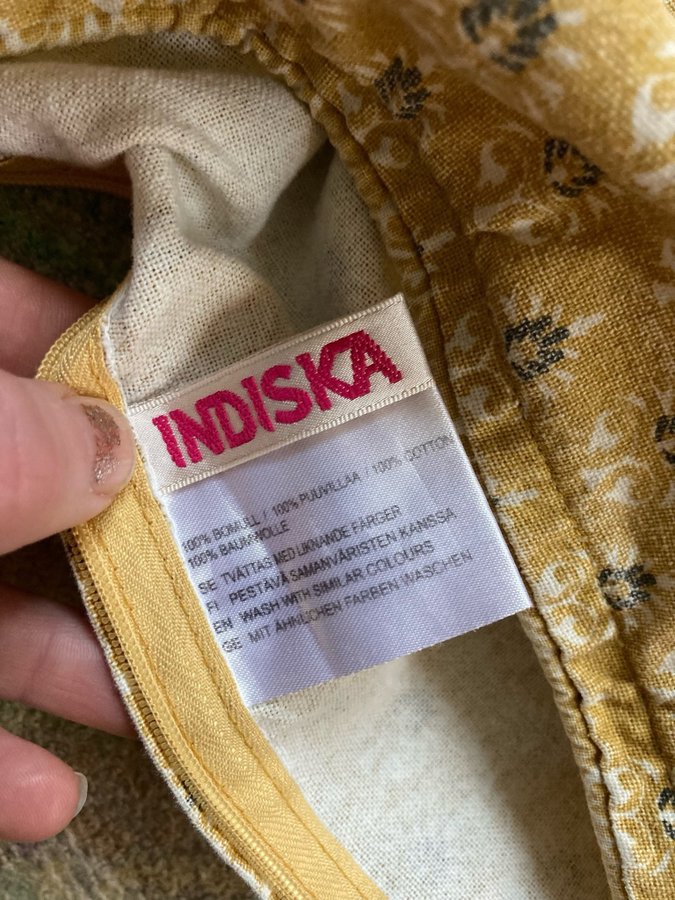 INDISKA
100% BOMULL / 100% PUUVILLAA / 100% COTTON
100% BAUMWOLLE
SE TVÄTTAS MED LIKNANDE FÄRGER
FI PESTÄVÄ SAMANVÄRISTEN KANSSA
EN WASH WITH SIMILAR COLOURS
GE MIT ÄHNLICHEN FARBEN WASCHEN